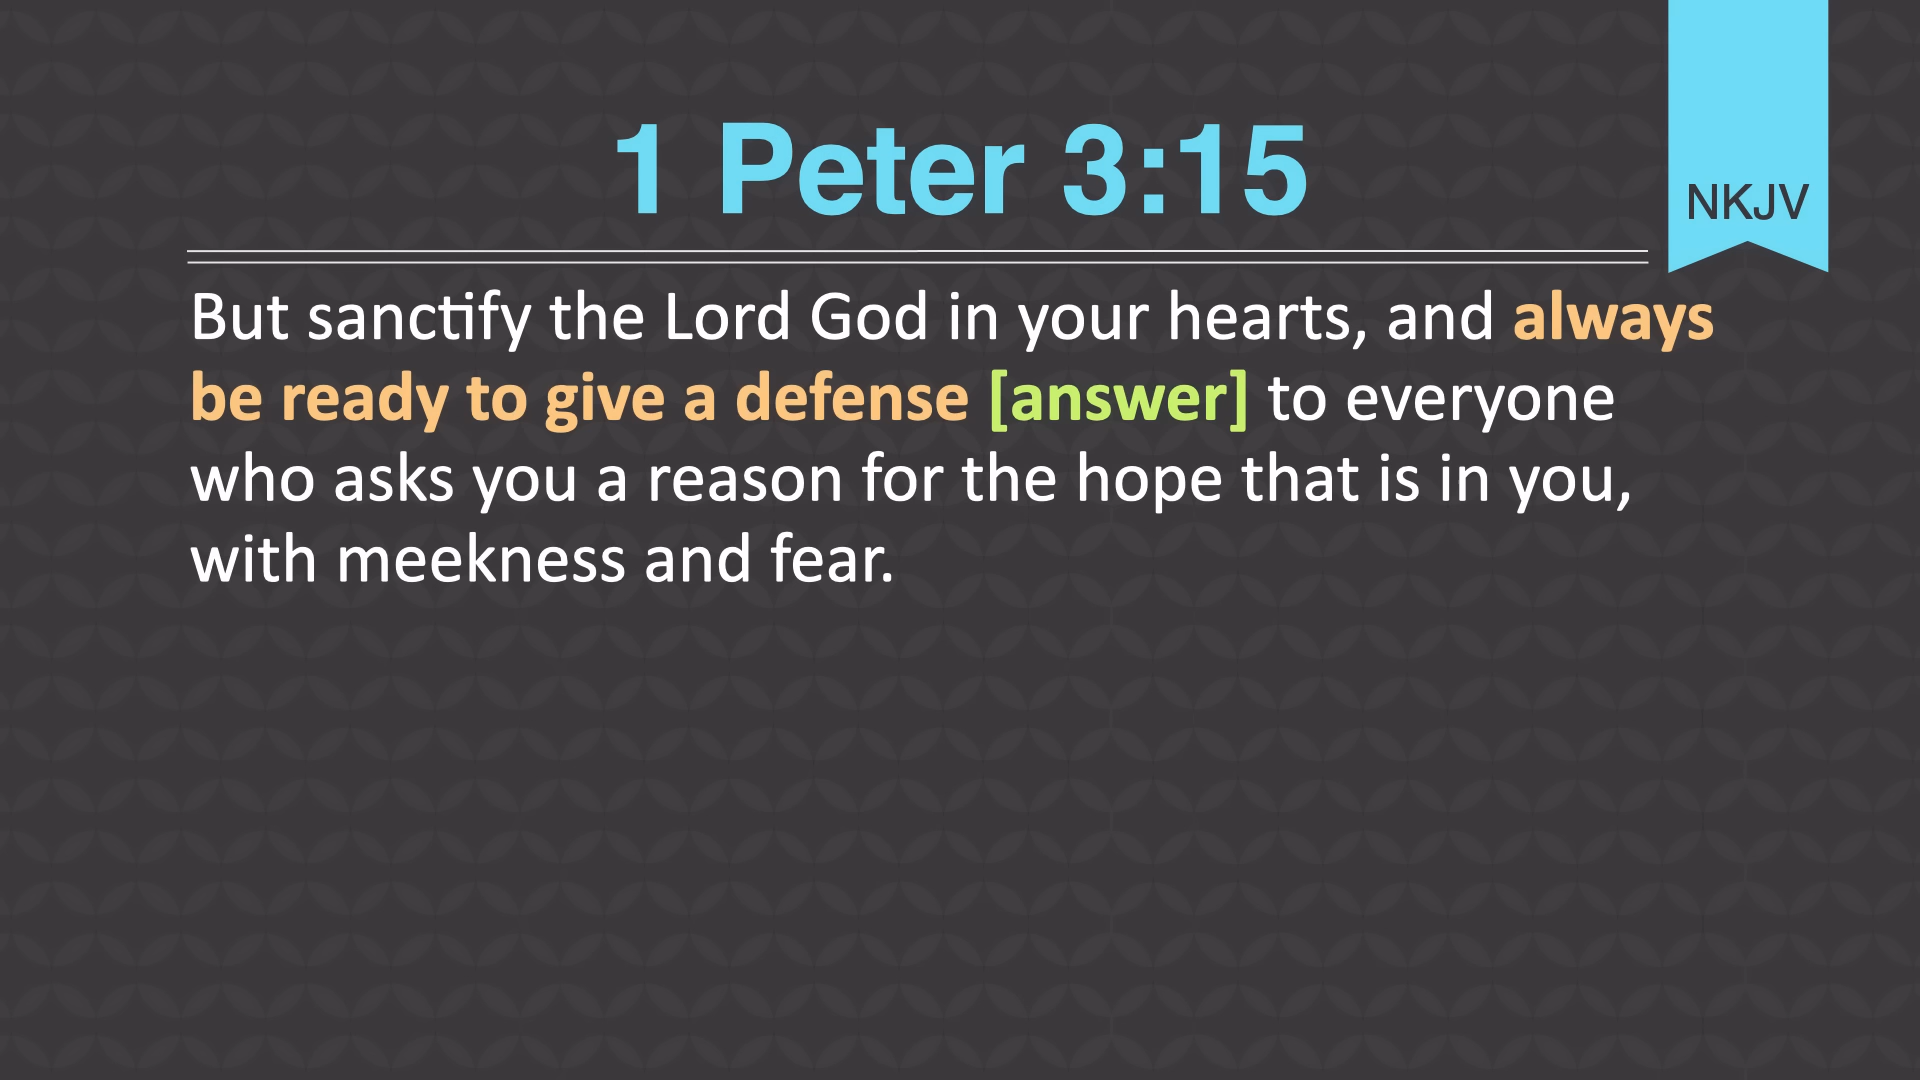 1 Peter 3:15
NKJV
But sanctify the Lord God in your hearts, and always
be ready to give a defense [answer] to everyone
who asks you a reason for the hope that is in you,
with meekness and fear.